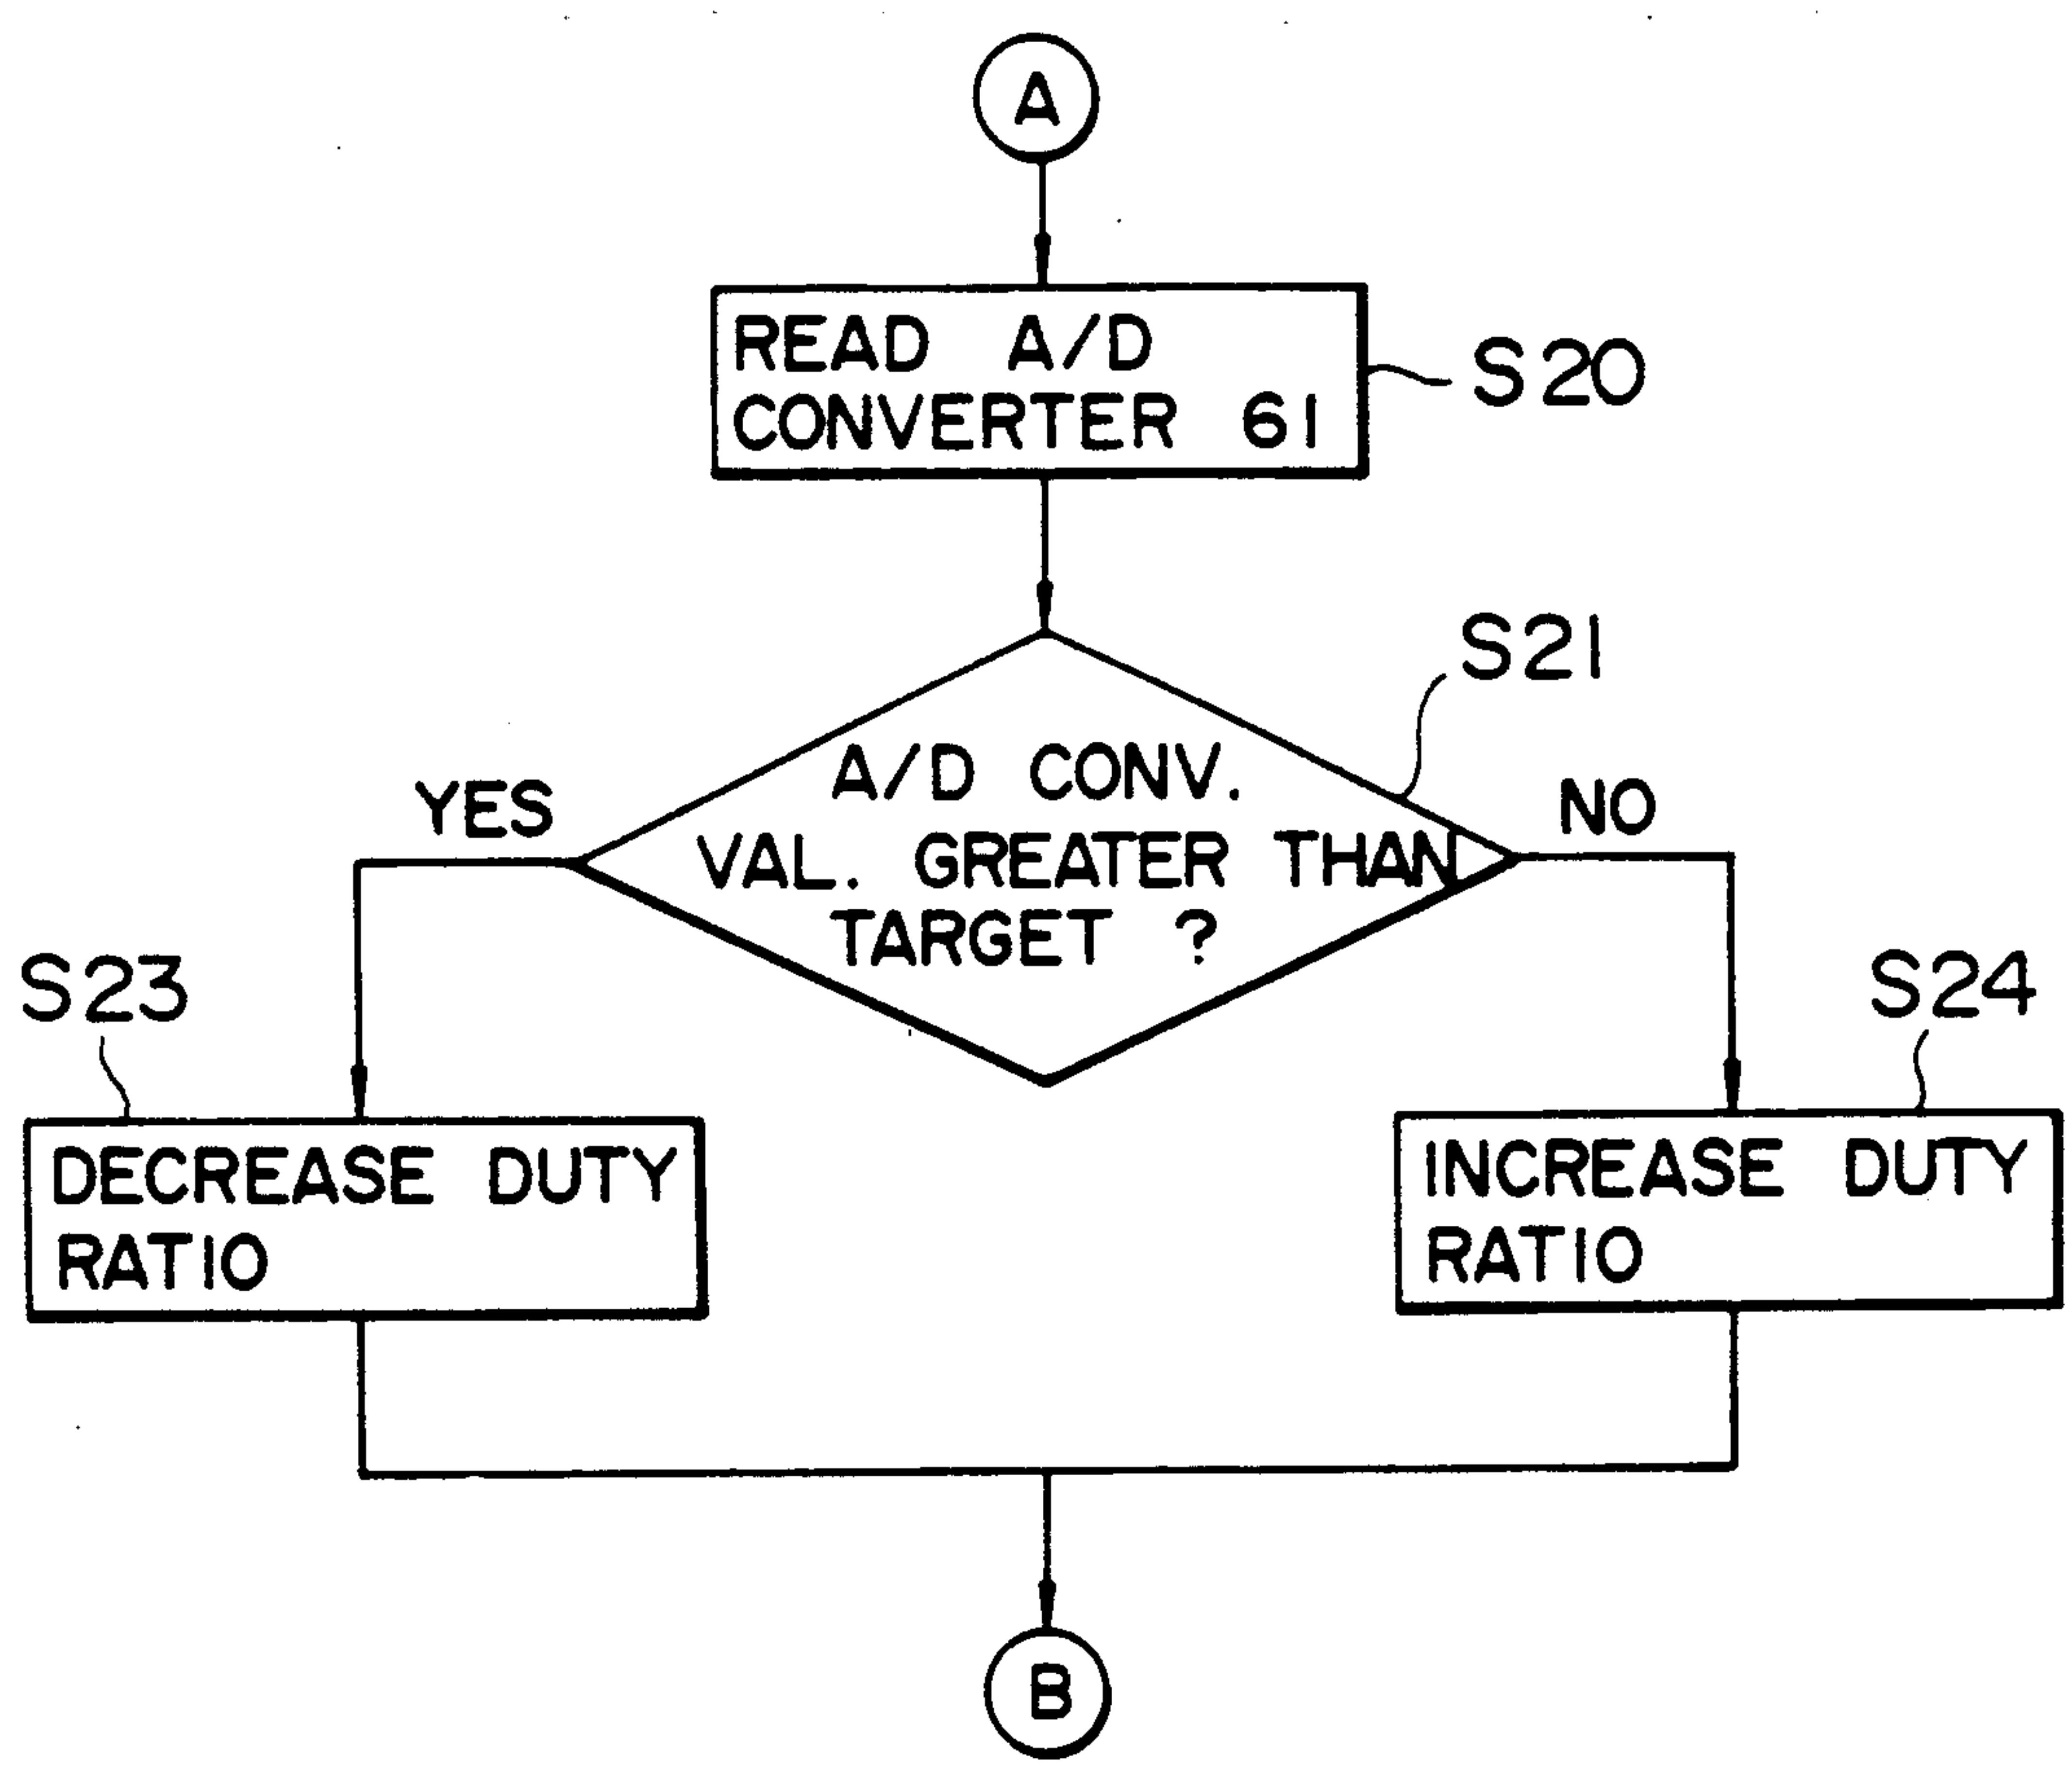 A
READ A/D
CONVERTER 61
S20
S21
A/D CONV.
VAL. GREATER THAN
TARGET ?
YES
NO
S23
S24
DECREASE DUTY
RATIO
INCREASE DUTY
RATIO
B